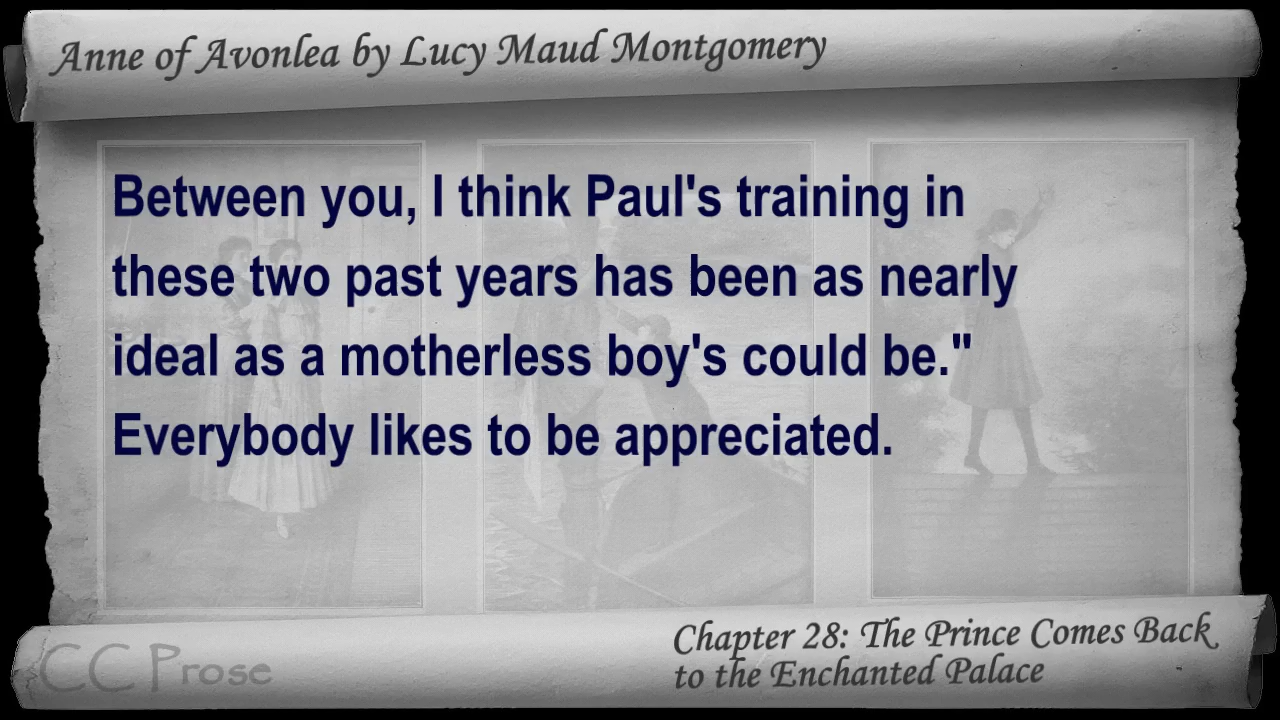 Anne of Avonlea by Lucy Maud Montgomery
Between you, I think Paul's training in
these two past years has been as nearly
ideal as a motherless boy's could be."
Everybody likes to be appreciated.
Chapter 28: The Prince Comes Back
to the Enchanted Palace
CC Prose